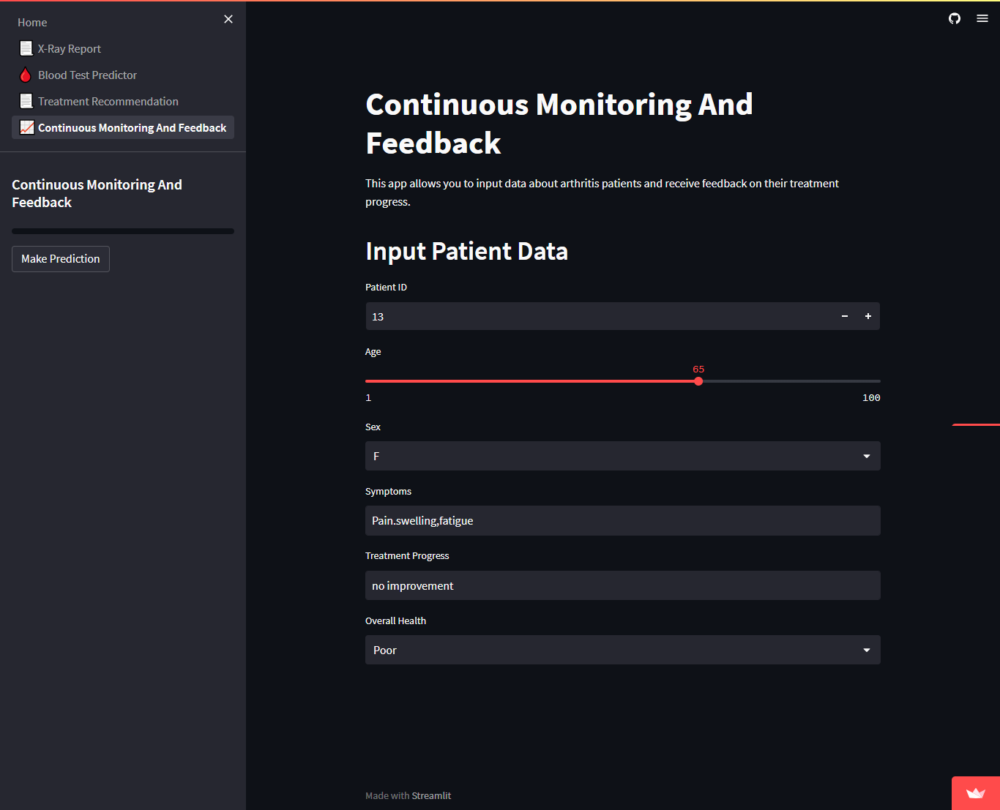 Home
X-Ray Report
Blood Test Predictor
Treatment Recommendation
Continuous Monitoring And Feedback
Continuous Monitoring And
Feedback
Make Prediction
Continuous Monitoring And
Feedback
This app allows you to input data about arthritis patients and receive feedback on their treatment
progress.
Input Patient Data
Patient ID
13
Age
65
1
100
Sex
F
Symptoms
Pain.swelling,fatigue
Treatment Progress
no improvement
Overall Health
Poor
Made with Streamlit